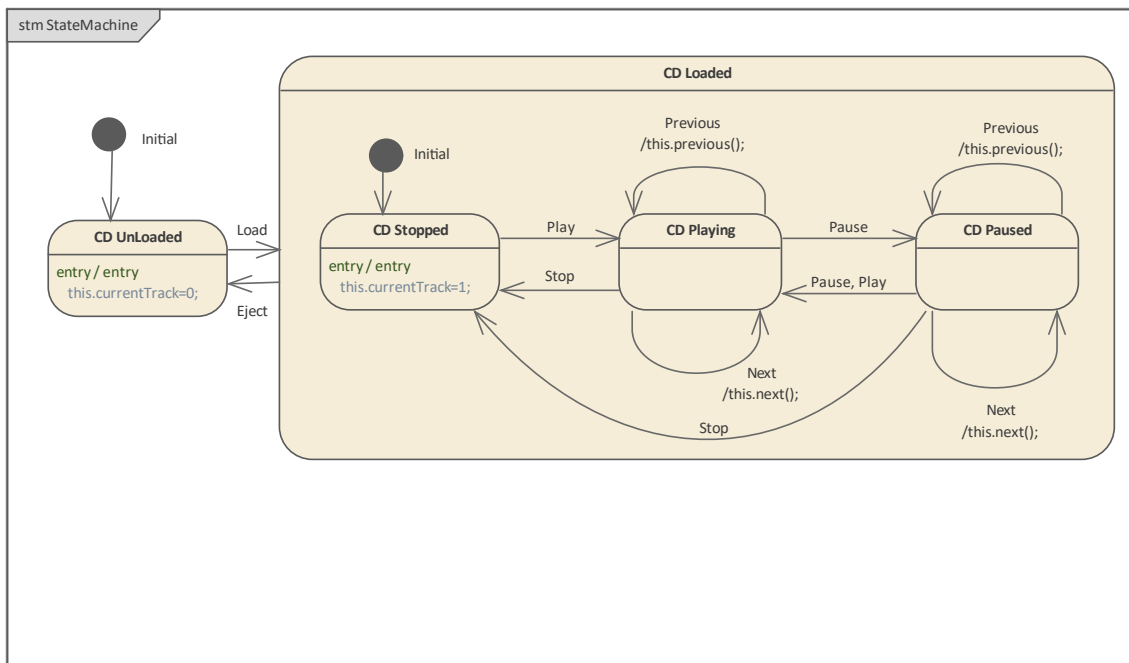 stm StateMachine
CD Loaded
Initial
Initial
Previous
/this.previous();
Previous
/this.previous();
CD UnLoaded
entry / entry
this.currentTrack=0;
Load
Eject
CD Stopped
entry / entry
this.currentTrack=1;
Play
Stop
CD Playing
Pause
Pause, Play
CD Paused
Next
/this.next();
Next
/this.next();
Stop